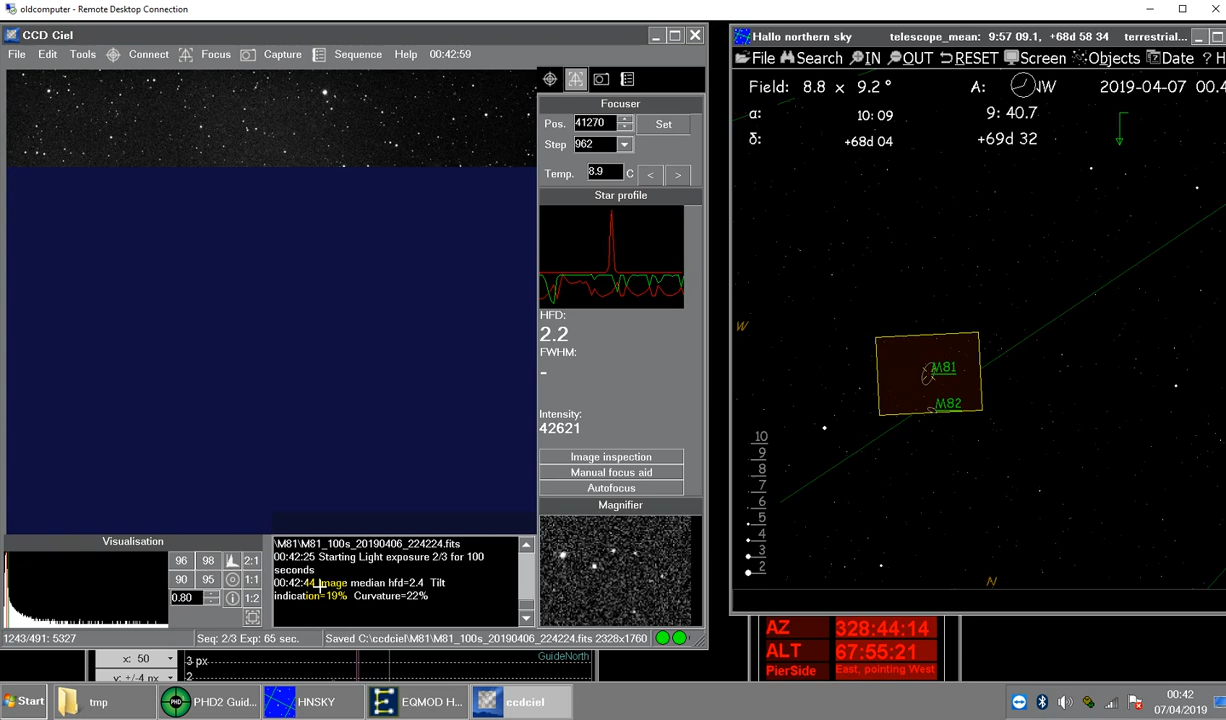 oldcomputer - Remote Desktop Connection
CCD Ciel
File Edit Tools Connect Focus Capture Sequence Help 00:42:59
Focuser
Pos. 41270 Set
Step 962
Temp. 8.9 C < >
Star profile
HFD:
2.2
FWHM:
-
Intensity:
42621
Image inspection
Manual focus aid
Autofocus
Magnifier
Visualisation
96 98 2:1
90 95 1:1
0.80 1:2
\M81\M81_100s_20190406_224224.fits
00:42:25 Starting Light exposure 2/3 for 100
seconds
00:42:44 Image median hfd=2.4 Tilt
indication=19% Curvature=22%
1243/491: 5327 Seq: 2/3 Exp: 65 sec. Saved C:\ccdciel\M81\M81_100s_20190406_224224.fits 2328x1760
Hallo northern sky telescope_mean: 9:57 09.1, +68d 58 34 terrestrial...
File Search IN OUT RESET Screen Objects Date ? H
Field: 8.8 x 9.2 ° A: NW 2019-04-07 00.4
α: 10: 09 9: 40.7
δ: +68d 04 +69d 32
W
M81
M82
10
9
8
7
6
5
4
3
2
N
x: 50
y: +/-4 px
3 px
2
GuideNorth
AZ 328:44:14
ALT 67:55:21
PierSide East, pointing West
Start tmp PHD2 Guid... HNSKY EQMOD H... ccdciel
00:42
07/04/2019